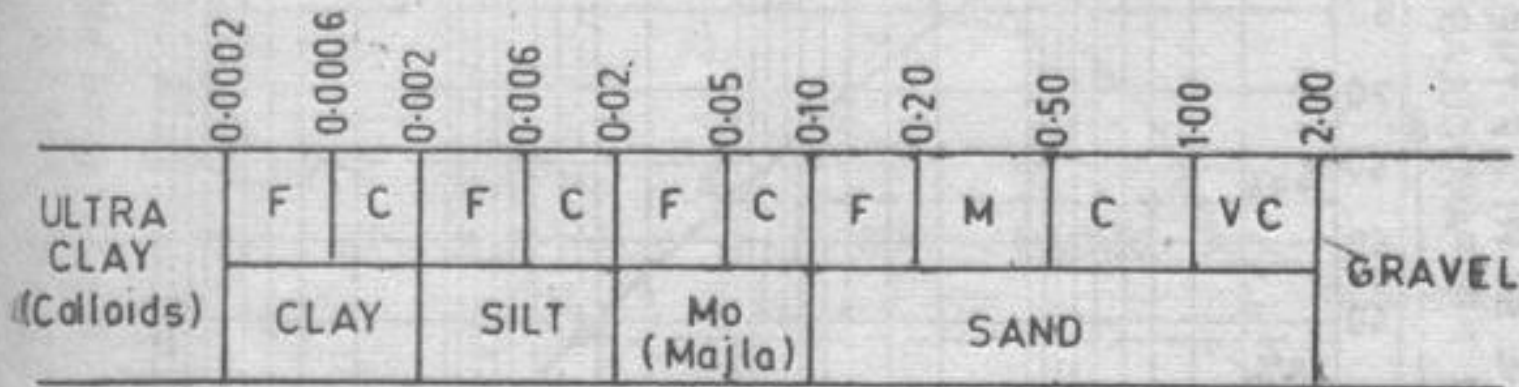 0.0002 0.0006 0.002 0.006 0.02. 0.05 0.10 0.20 0.50 1.00 2.00
F C F C F C F M C V C
ULTRA
CLAY
(Colloids)
CLAY SILT Mo
(Majla)
SAND
GRAVEL